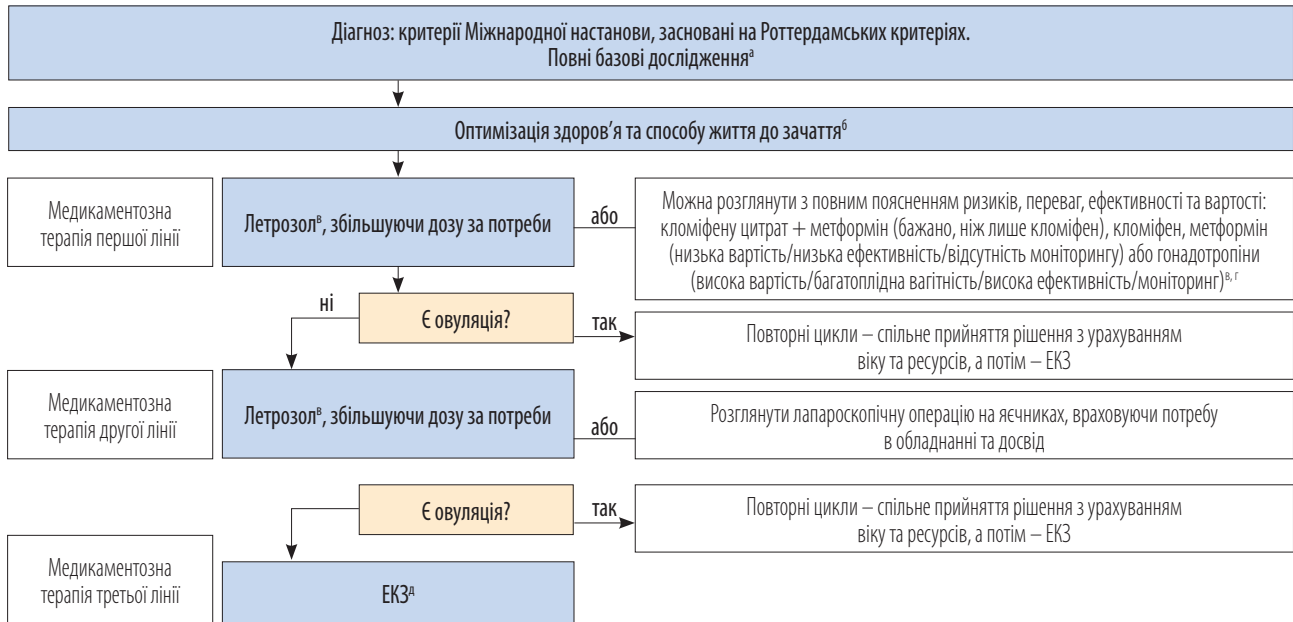 Діагноз: критерії Міжнародної настанови, засновані на Роттердамських критеріях.
Повні базові дослідженняᵃ
Оптимізація здоров’я та способу життя до зачаттяᵇ
Медикаментозна
терапія першої лінії
Летрозолᵛ, збільшуючи дозу за потреби
або
Можна розглянути з повним поясненням ризиків, переваг, ефективності та вартості:
кломіфену цитрат + метформін (бажано, ніж лише кломіфен), кломіфен, метформін
(низька вартість/низька ефективність/відсутність моніторингу) або гонадотропіни
(висока вартість/багатоплідна вагітність/висока ефективність/моніторинг)в, г
ні
Є овуляція?
так
Повторні цикли – спільне прийняття рішення з урахуванням
віку та ресурсів, а потім – ЕКЗ
Медикаментозна
терапія другої лінії
Летрозолв, збільшуючи дозу за потреби
або
Розглянути лапароскопічну операцію на яєчниках, враховуючи потребу
в обладнанні та досвід
Є овуляція?
так
Повторні цикли – спільне прийняття рішення з урахуванням
віку та ресурсів, а потім – ЕКЗ
Медикаментозна
терапія третьої лінії
ЕКЗд